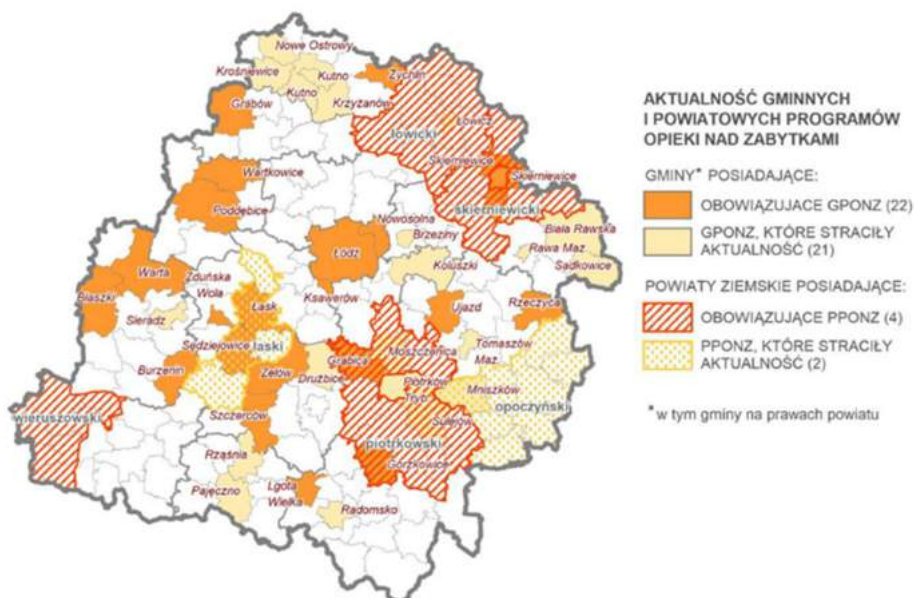 Nowe Ostrowy
Krośniewice
Kutno
Żychlin
Kutno
Grabów
Krzyżanów
Łowicz
łowicki
Skierniewice
Wartkowice
Skierniewice
Poddębice
skierniewicki
Nowosolna
Biała Rawska
Brzeziny
Łódź
Rawa Maz.
Koluszki
Sadkowice
Warta
Zduńska
Wola
Błaszki
Łask
Ksawerów
Ujazd
Rzeczyca
Sieradz
Sędziejowice
łaski
Moszczenica
Tomaszów
Maz.
Grabica
Burzenin
Zelów
Drużbice
Piotrków
Tryb.
Mniszków
opoczyński
Szczerców
Sulejów
wieruszowski
piotrkowski
Rząśnia
Gorzkowice
Pajęczno
Lgota
Wielka
Radomsko
AKTUALNOŚĆ GMINNYCH
I POWIATOWYCH PROGRAMÓW
OPIEKI NAD ZABYTKAMI
GMINY* POSIADAJĄCE:
OBOWIĄZUJACE GPONZ (22)
GPONZ, KTÓRE STRACIŁY
AKTUALNOŚĆ (21)
POWIATY ZIEMSKIE POSIADAJĄCE:
OBOWIĄZUJĄCE PPONZ (4)
PPONZ, KTÓRE STRACIŁY
AKTUALNOŚĆ (2)
* w tym gminy na prawach powiatu